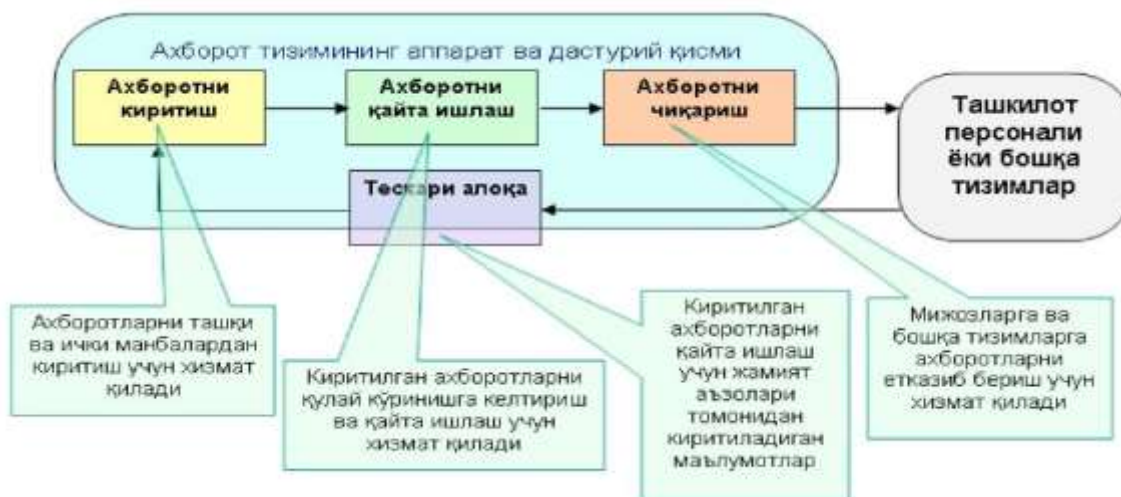 Ахборот тизимининг аппарат ва дастурий қисми
Ахборотни
киритиш
Ахборотни
қайта ишлаш
Ахборотни
чиқариш
Ташкилот
персонали
ёки бошқа
тизимлар
Тескари алоқа
Ахборотларни ташқи
ва ички манбалардан
киритиш учун хизмат
қилади
Киритилган ахборотларни
қулай кўринишга келтириш
ва қайта ишлаш учун
хизмат қилади
Киритилган
ахборотларни
қайта ишлаш
учун жамият
аъзолари
томонидан
киритиладиган
маълумотлар
Мижозларга ва
бошқа тизимларга
ахборотларни
етказиб бериш учун
хизмат қилади